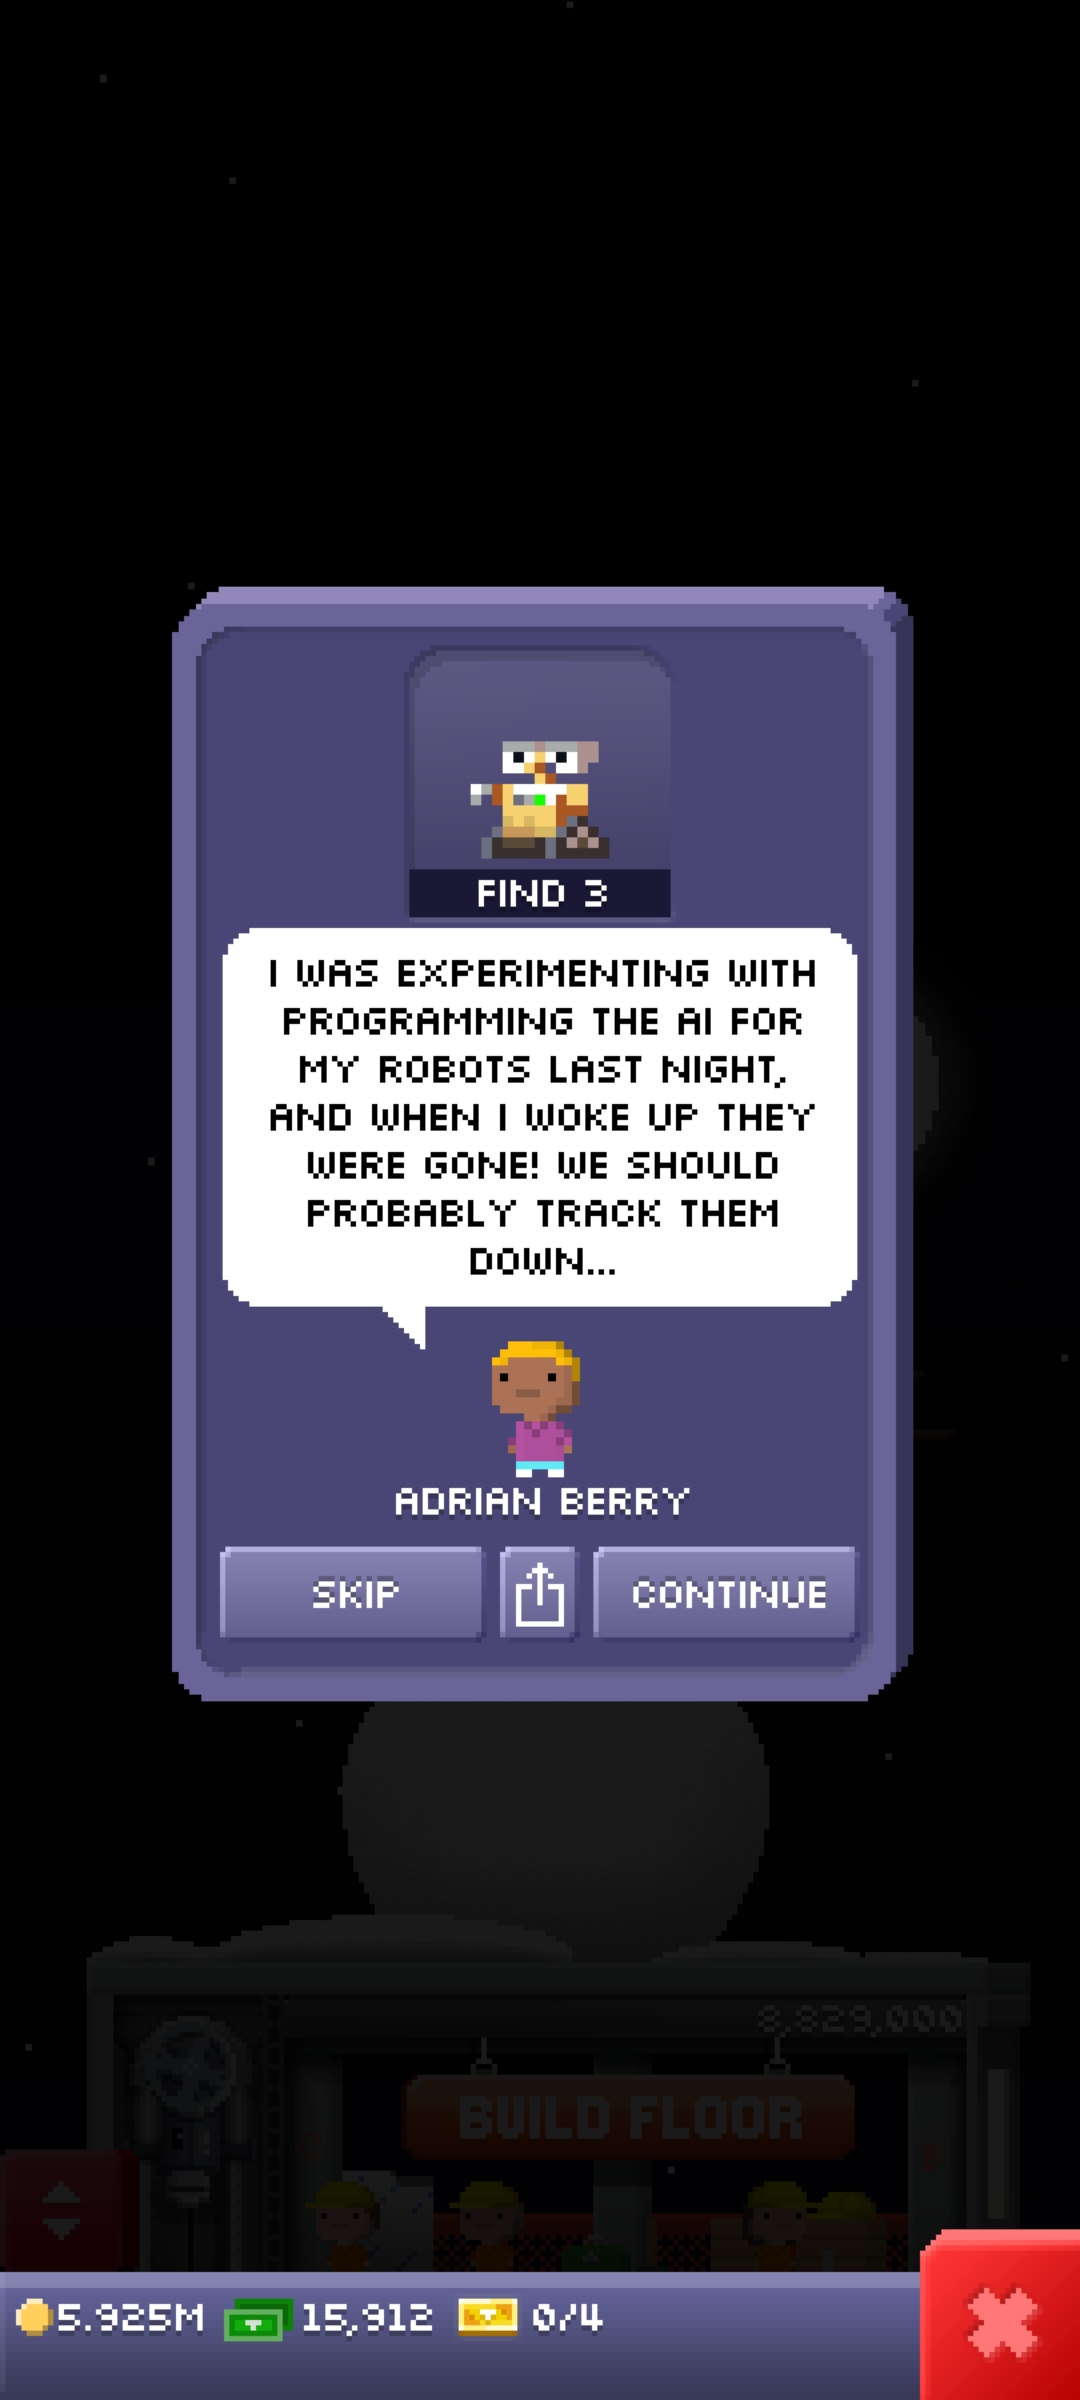 FIND 3
I WAS EXPERIMENTING WITH
PROGRAMMING THE AI FOR
MY ROBOTS LAST NIGHT,
AND WHEN I WOKE UP THEY
WERE GONE! WE SHOULD
PROBABLY TRACK THEM
DOWN...
ADRIAN BERRY
SKIP
CONTINUE
8,829,000
BUILD FLOOR
5.925M
15,912
0/4